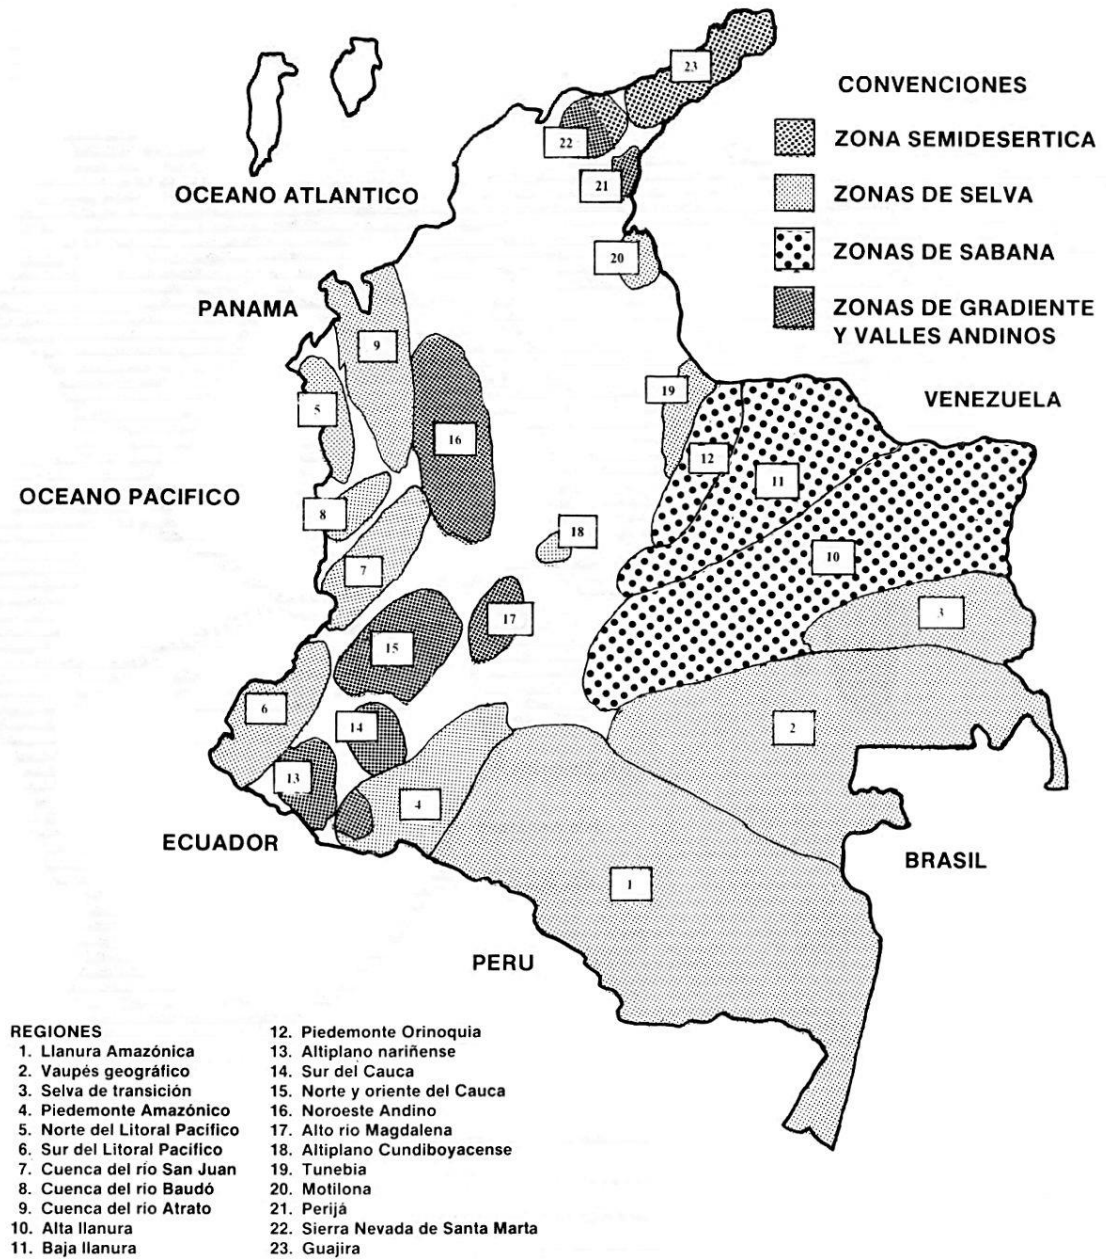 23
CONVENCIONES
22
ZONA SEMIDESERTICA
21
OCEANO ATLANTICO
ZONAS DE SELVA
20
ZONAS DE SABANA
PANAMA
ZONAS DE GRADIENTE
Y VALLES ANDINOS
9
19
VENEZUELA
5
16
12
11
OCEANO PACIFICO
8
18
10
7
3
17
15
6
14
2
13
4
ECUADOR
BRASIL
1
PERU
REGIONES
1. Llanura Amazónica
2. Vaupés geográfico
3. Selva de transición
4. Piedemonte Amazónico
5. Norte del Litoral Pacífico
6. Sur del Litoral Pacífico
7. Cuenca del río San Juan
8. Cuenca del río Baudó
9. Cuenca del río Atrato
10. Alta llanura
11. Baja llanura
12. Piedemonte Orinoquia
13. Altiplano nariñense
14. Sur del Cauca
15. Norte y oriente del Cauca
16. Noroeste Andino
17. Alto río Magdalena
18. Altiplano Cundiboyacense
19. Tunebia
20. Motilona
21. Perijá
22. Sierra Nevada de Santa Marta
23. Guajira